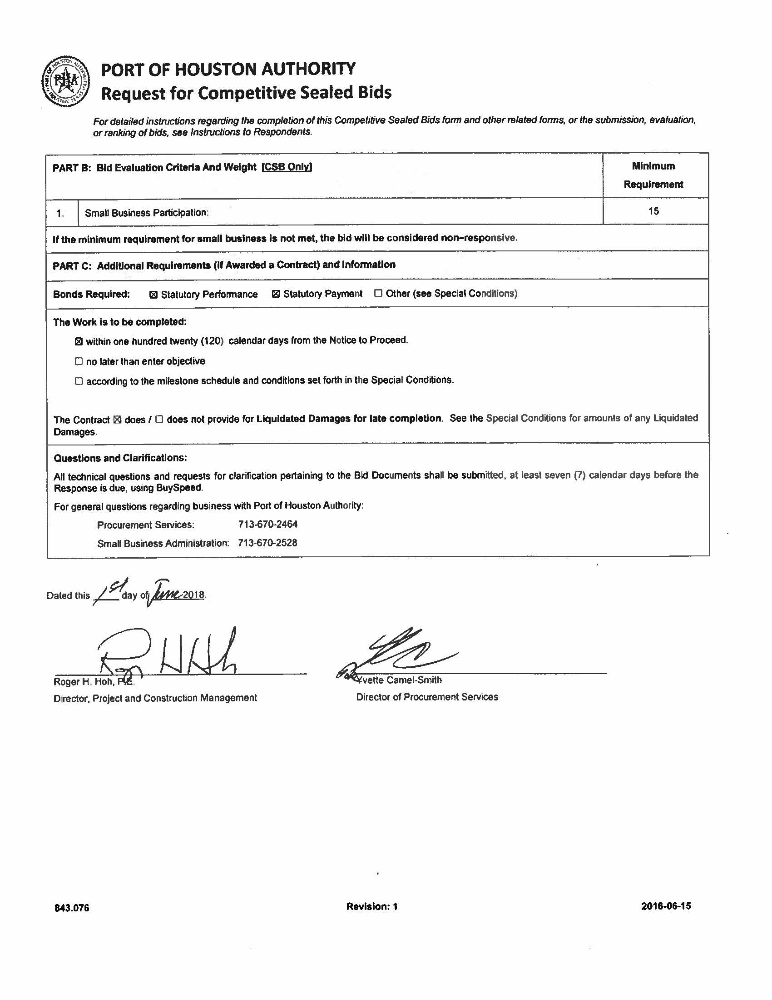 PORT OF HOUSTON AUTHORITY
PHA
Request for Competitive Sealed Bids
For detailed instructions regarding the completion of this Competitive Sealed Bids form and other related forms, or the submission, evaluation,
or ranking of bids, see Instructions to Respondents.
PART B: Bid Evaluation Criteria And Weight [CSB Only]
Minimum
Requirement
1. Small Business Participation: 15
If the minimum requirement for small business is not met, the bid will be considered non-responsive.
PART C: Additional Requirements (If Awarded a Contract) and Information
Bonds Required: ☒ Statutory Performance ☒ Statutory Payment ☐ Other (see Special Conditions)
The Work is to be completed:
☒ within one hundred twenty (120) calendar days from the Notice to Proceed.
☐ no later than enter objective
☐ according to the milestone schedule and conditions set forth in the Special Conditions.
The Contract ☒ does / ☐ does not provide for Liquidated Damages for late completion. See the Special Conditions for amounts of any Liquidated
Damages.
Questions and Clarifications:
All technical questions and requests for clarification pertaining to the Bid Documents shall be submitted, at least seven (7) calendar days before the
Response is due, using BuySpeed.
For general questions regarding business with Port of Houston Authority:
Procurement Services: 713-670-2464
Small Business Administration: 713-670-2528
Dated this 1st day of June 2018.
Roger H. Hoh, P.E. Yvette Camel-Smith
Director, Project and Construction Management Director of Procurement Services
843.076 Revision: 1 2016-06-15